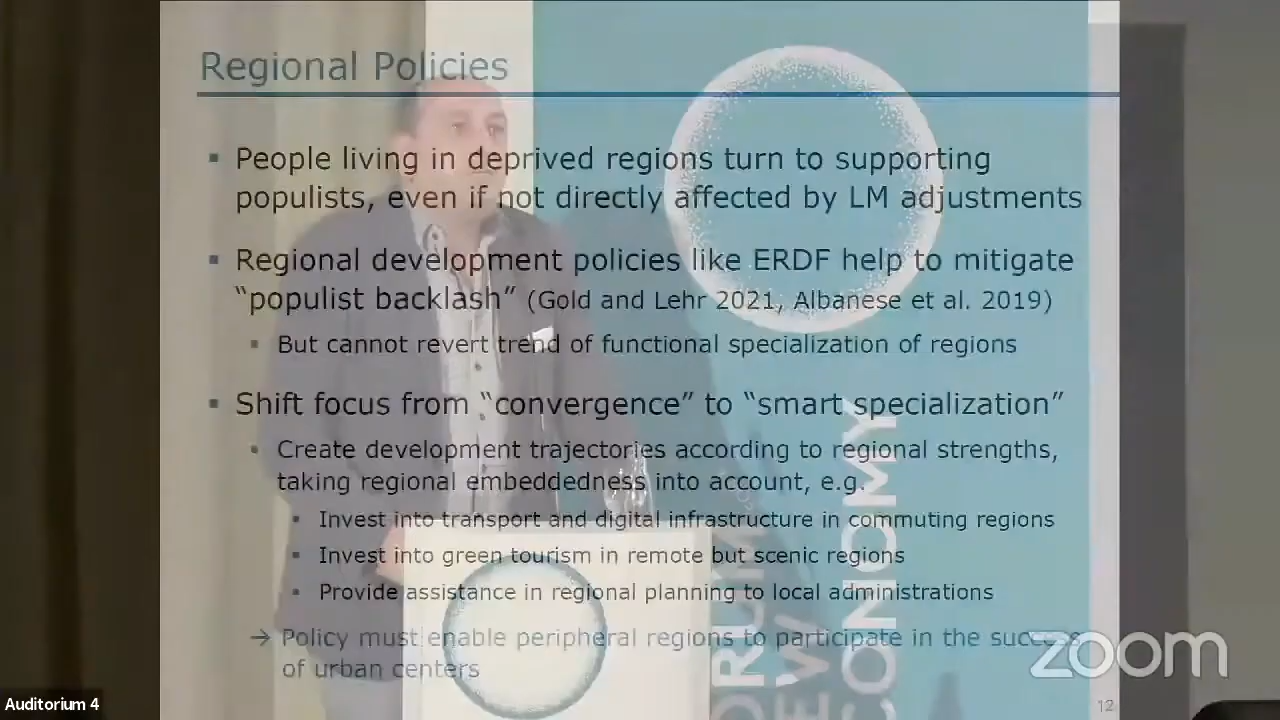 Regional Policies
▪ People living in deprived regions turn to supporting
populists, even if not directly affected by LM adjustments
▪ Regional development policies like ERDF help to mitigate
“populist backlash” (Gold and Lehr 2021, Albanese et al. 2019)
▪ But cannot revert trend of functional specialization of regions
▪ Shift focus from “convergence” to “smart specialization”
▪ Create development trajectories according to regional strengths,
taking regional embeddedness into account, e.g.
▪ Invest into transport and digital infrastructure in commuting regions
▪ Invest into green tourism in remote but scenic regions
▪ Provide assistance in regional planning to local administrations
→ Policy must enable peripheral regions to participate in the success
of urban centers
12
ECONOMY
zoom
Auditorium 4